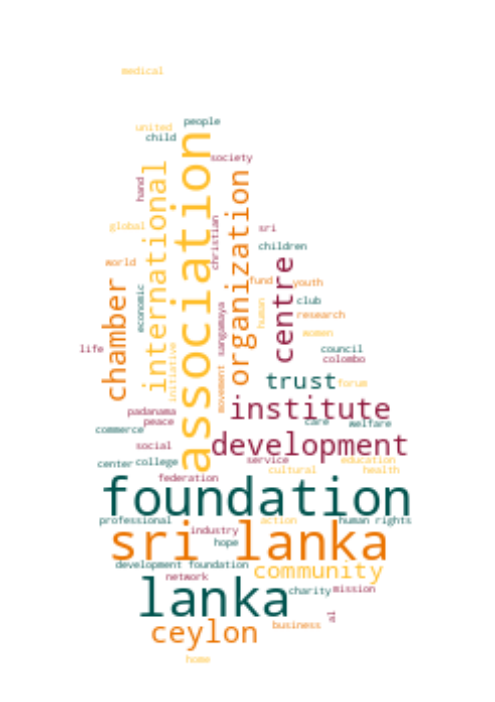 medical
people
united
child
association
society
international
hand
organization
christian
global
sri
children
world
centre
chamber
fund
youth
economic
human
club
sangamaya
research
women
life
initiative
council
colombo
movement
trust
forum
institute
padanama
peace
care
welfare
commerce
development
social
service
education
center
college
cultural
health
federation
foundation
professional
action
human rights
industry
sri lanka
hope
development foundation
community
network
lanka
charity
mission
al
ceylon
business
home